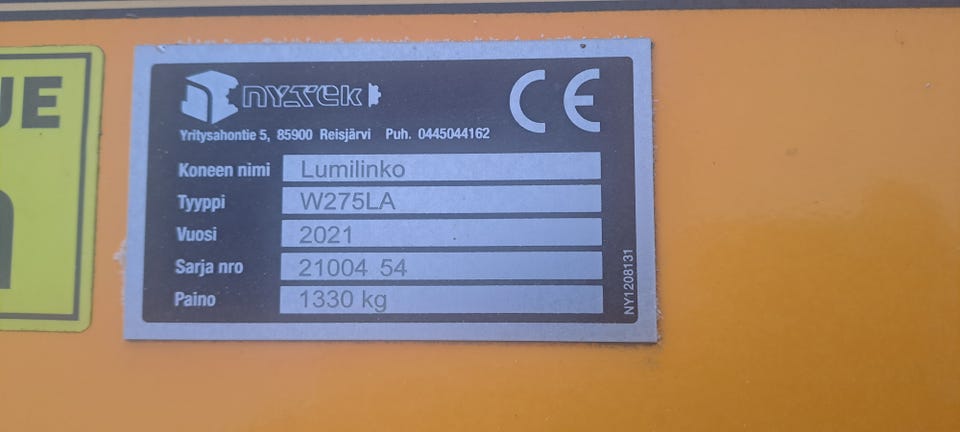 UE
nytek
CE
Yritysahontie 5, 85900 Reisjärvi Puh. 0445044162
Koneen nimi Lumilinko
Tyyppi W275LA
Vuosi 2021
Sarja nro 21004 54
Paino 1330 kg
NY1208131